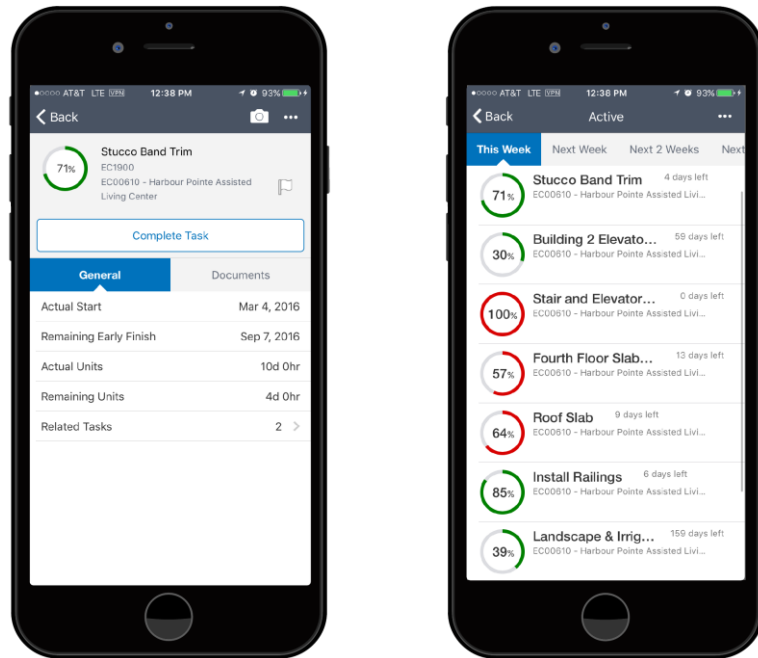 AT&T LTE VPN 12:38 PM 93%
Back
71%
Stucco Band Trim
EC1900
EC00610 - Harbour Pointe Assisted
Living Center
Complete Task
General Documents
Actual Start Mar 4, 2016
Remaining Early Finish Sep 7, 2016
Actual Units 10d 0hr
Remaining Units 4d 0hr
Related Tasks 2
AT&T LTE VPN 12:38 PM 93%
Back Active
This Week Next Week Next 2 Weeks Next
71% Stucco Band Trim 4 days left
EC00610 - Harbour Pointe Assisted Livi...
30% Building 2 Elevato... 59 days left
EC00610 - Harbour Pointe Assisted Livi...
100% Stair and Elevator... 0 days left
EC00610 - Harbour Pointe Assisted Livi...
57% Fourth Floor Slab... 13 days left
EC00610 - Harbour Pointe Assisted Livi...
64% Roof Slab 9 days left
EC00610 - Harbour Pointe Assisted Livi...
85% Install Railings 6 days left
EC00610 - Harbour Pointe Assisted Livi...
39% Landscape & Irrig... 159 days left
EC00610 - Harbour Pointe Assisted Livi...